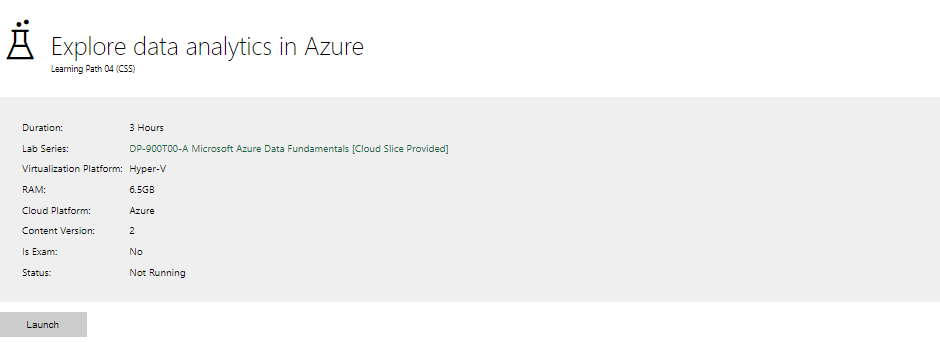 Explore data analytics in Azure
Learning Path 04 (CSS)
Duration: 3 Hours
Lab Series: DP-900T00-A Microsoft Azure Data Fundamentals [Cloud Slice Provided]
Virtualization Platform: Hyper-V
RAM: 6.5GB
Cloud Platform: Azure
Content Version: 2
Is Exam: No
Status: Not Running
Launch